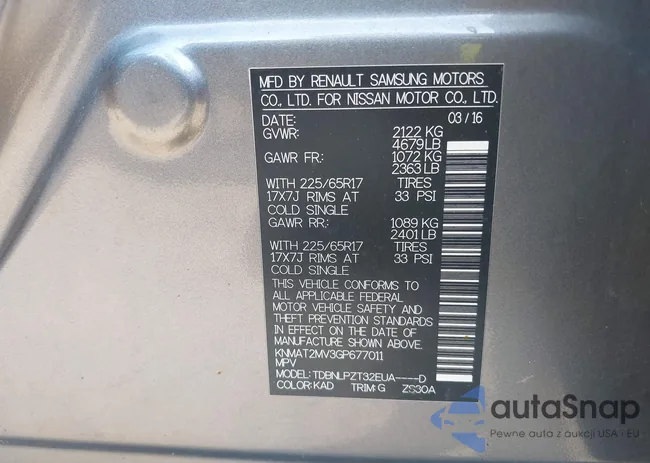 MFD BY RENAULT SAMSUNG MOTORS
CO., LTD. FOR NISSAN MOTOR CO., LTD.
DATE: 03/16
GVWR: 2122 KG
4679 LB
GAWR FR: 1072 KG
2363 LB
WITH 225/65R17 TIRES
17X7J RIMS AT 33 PSI
COLD SINGLE
GAWR RR: 1089 KG
2401 LB
WITH 225/65R17 TIRES
17X7J RIMS AT 33 PSI
COLD SINGLE
THIS VEHICLE CONFORMS TO
ALL APPLICABLE FEDERAL
MOTOR VEHICLE SAFETY AND
THEFT PREVENTION STANDARDS
IN EFFECT ON THE DATE OF
MANUFACTURE SHOWN ABOVE.
KNMAT2MV3GP677011
MPV
MODEL: TDBNLPZT32EUA----D
COLOR: KAD TRIM: G ZS30A
autaSnap
Pewne auta z aukcji USA i EU